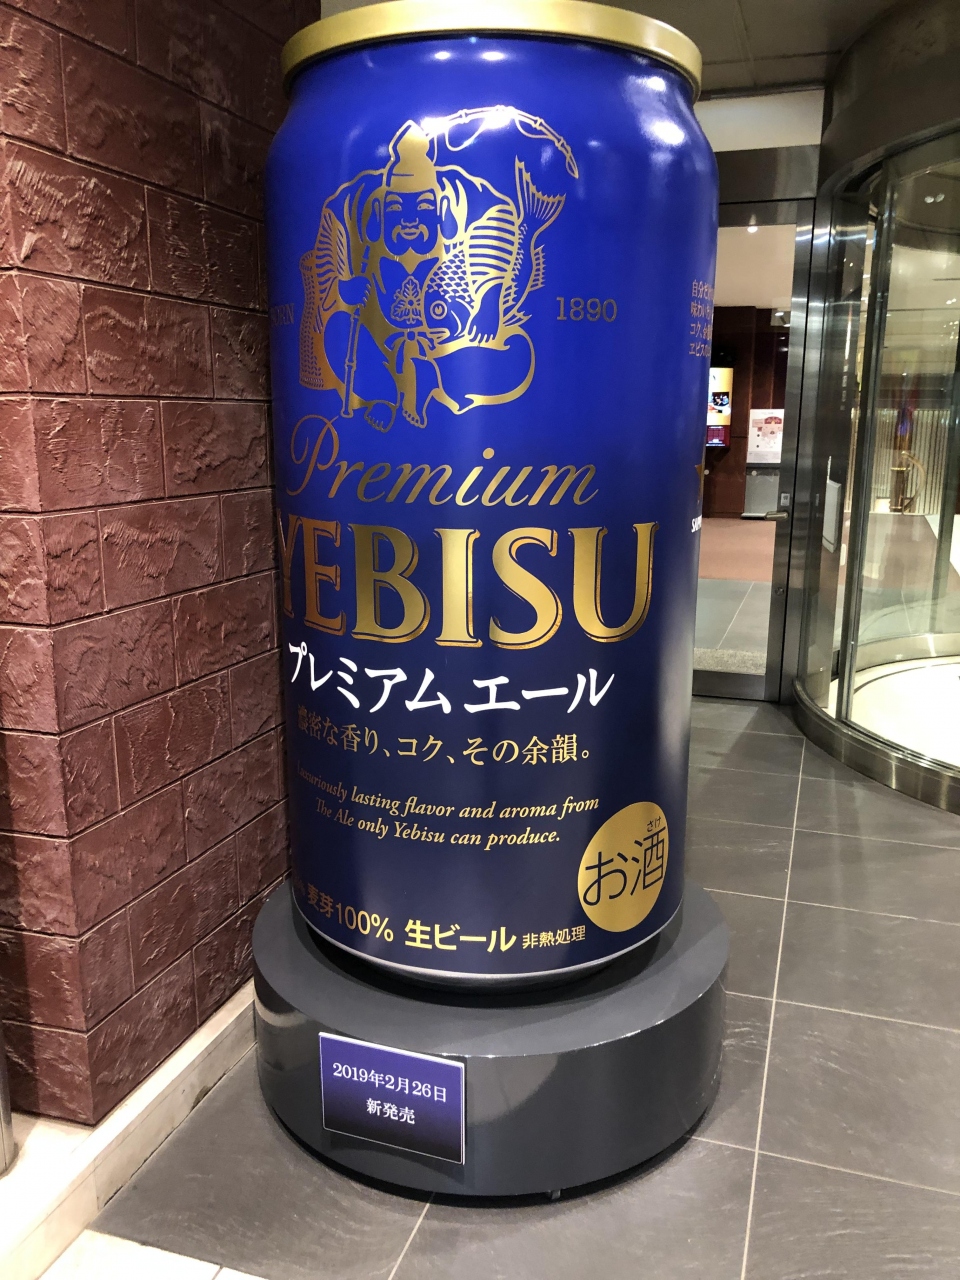 1890
Premium
YEBISU
プレミアム エール
濃密な香り、コク、その余韻。
Luxuriously lasting flavor and aroma from
The Ale only Yebisu can produce.
さけ
お酒
麦芽100% 生ビール 非熱処理
2019年2月26日
新発売